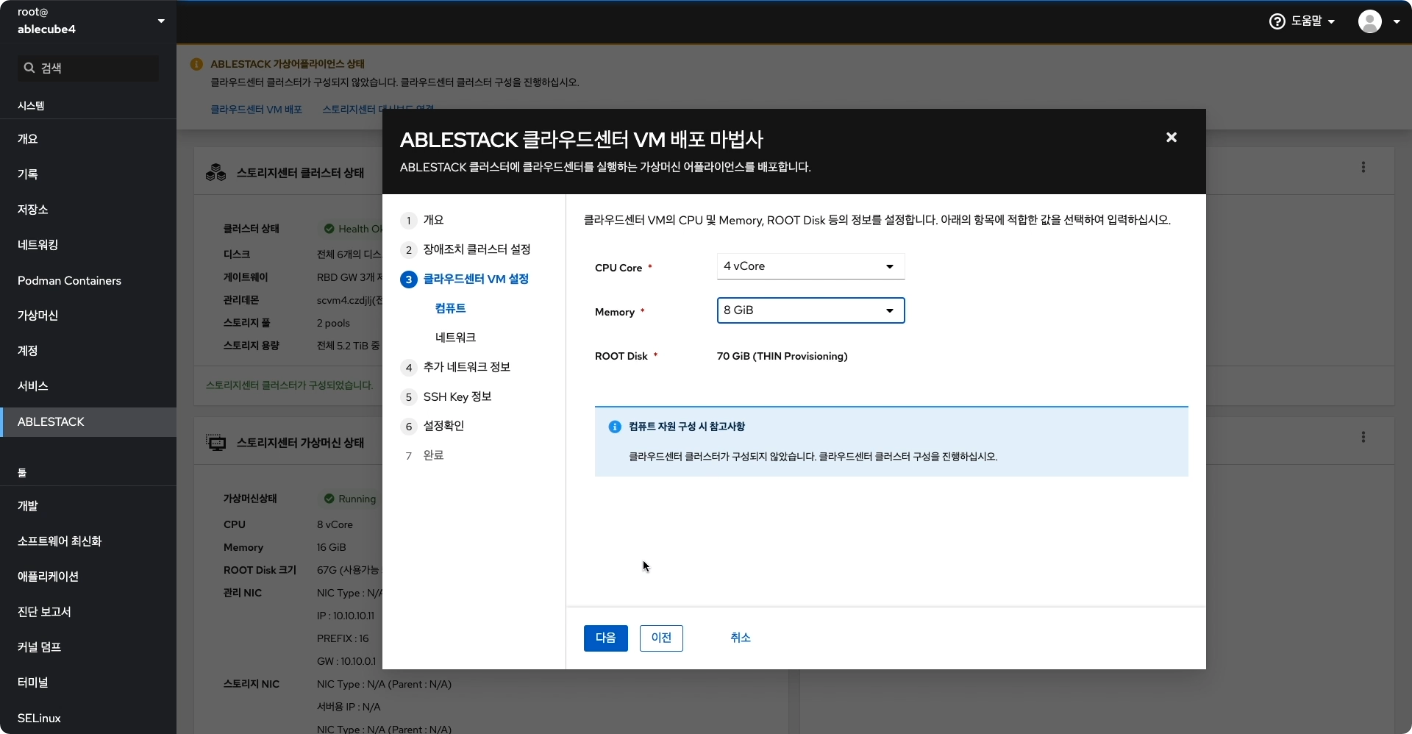 root@
ablecube4
도움말
검색
시스템
개요
기록
저장소
네트워킹
Podman Containers
가상머신
계정
서비스
ABLESTACK
툴
개발
소프트웨어 최신화
애플리케이션
진단 보고서
커널 덤프
터미널
SELinux
ABLESTACK 가상어플라이언스 상태
클라우드센터 클러스터가 구성되지 않았습니다. 클라우드센터 클러스터 구성을 진행하십시오.
클라우드센터 VM 배포 스토리지센터 대시보드 연결
스토리지센터 클러스터 상태
클러스터 상태 Health Ok
디스크 전체 6개의 디스
게이트웨이 RBD GW 3개
관리데몬 scvm4.czdjlj(전
스토리지 풀 2 pools
스토리지 용량 전체 5.2 TiB 중
스토리지센터 클러스터가 구성되었습니다.
스토리지센터 가상머신 상태
가상머신상태 Running
CPU 8 vCore
Memory 16 GiB
ROOT Disk 크기 67G (사용가능
관리 NIC NIC Type : N/A
IP : 10.10.10.11
PREFIX : 16
GW : 10.10.0.1
스토리지 NIC NIC Type : N/A (Parent : N/A)
서버용 IP : N/A
NIC Type : N/A (Parent : N/A)
ABLESTACK 클라우드센터 VM 배포 마법사
ABLESTACK 클러스터에 클라우드센터를 실행하는 가상머신 어플라이언스를 배포합니다.
1 개요
2 장애조치 클러스터 설정
3 클라우드센터 VM 설정
컴퓨트
네트워크
4 추가 네트워크 정보
5 SSH Key 정보
6 설정확인
7 완료
클라우드센터 VM의 CPU 및 Memory, ROOT Disk 등의 정보를 설정합니다. 아래의 항목에 적합한 값을 선택하여 입력하십시오.
CPU Core * 4 vCore
Memory * 8 GiB
ROOT Disk * 70 GiB (THIN Provisioning)
컴퓨트 자원 구성 시 참고사항
클라우드센터 클러스터가 구성되지 않았습니다. 클라우드센터 클러스터 구성을 진행하십시오.
다음 이전 취소